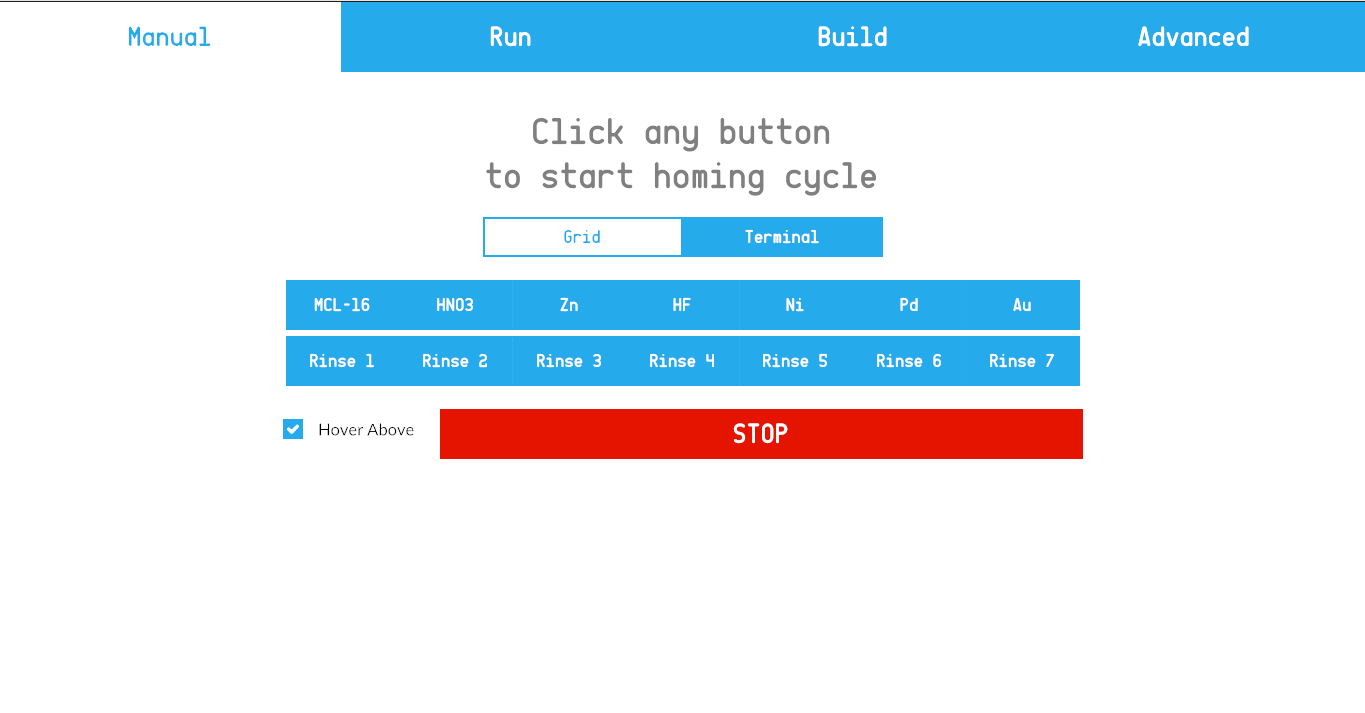 Manual Run Build Advanced
Click any button
to start homing cycle
Grid Terminal
MCL-16 HNO3 Zn HF Ni Pd Au
Rinse 1 Rinse 2 Rinse 3 Rinse 4 Rinse 5 Rinse 6 Rinse 7
Hover Above STOP